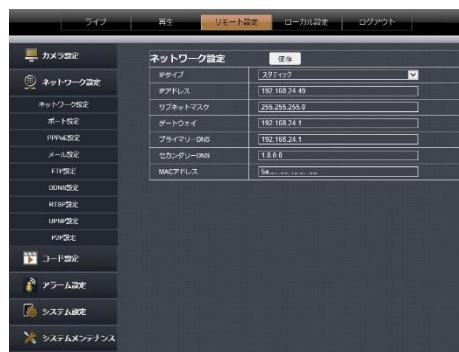 ライブ 再生 リモート設定 ローカル設定 ログアウト
カメラ設定
ネットワーク設定
ネットワーク設定
ポート設定
PPPoE設定
メール設定
FTP設定
DDNS設定
RTSP設定
UPNP設定
P2P設定
コード設定
アラーム設定
システム設定
システムメンテナンス
ネットワーク設定 保存
IPタイプ スタティック
IPアドレス 192.168.24.49
サブネットマスク 255.255.255.0
ゲートウェイ 192.168.24.1
プライマリーDNS 192.168.24.1
セカンダリーDNS 1.0.0.0
MACアドレス